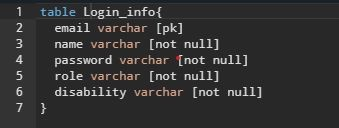 1 table Login_info{
2 email varchar [pk]
3 name varchar [not null]
4 password varchar [not null]
5 role varchar [not null]
6 disability varchar [not null]
7 }